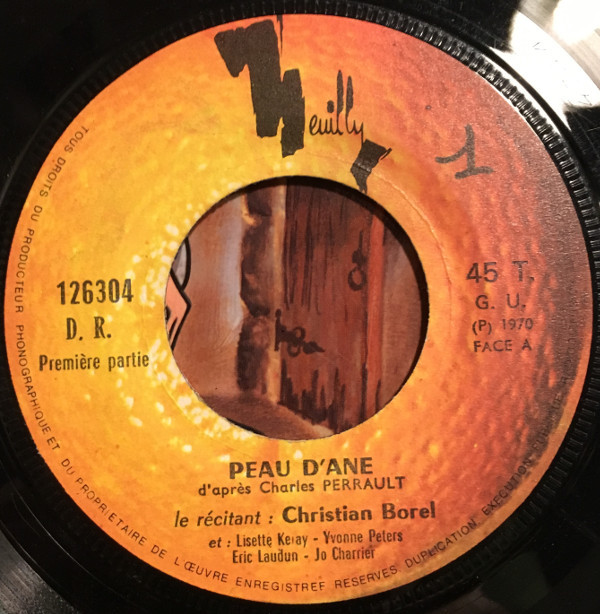 Neuilly
1
126304
D. R.
Première partie
45 T.
G. U.
(P) 1970
FACE A
PEAU D'ANE
d'après Charles PERRAULT
le récitant : Christian Borel
et : Lisette - Yvonne Peters
Eric Laudun - Jo Charrier
TOUS DROITS DU PRODUCTEUR PHONOGRAPHIQUE ET DU PROPRIETAIRE DE L'ŒUVRE ENREGISTREE RESERVES DUPLICATION EXECUTION